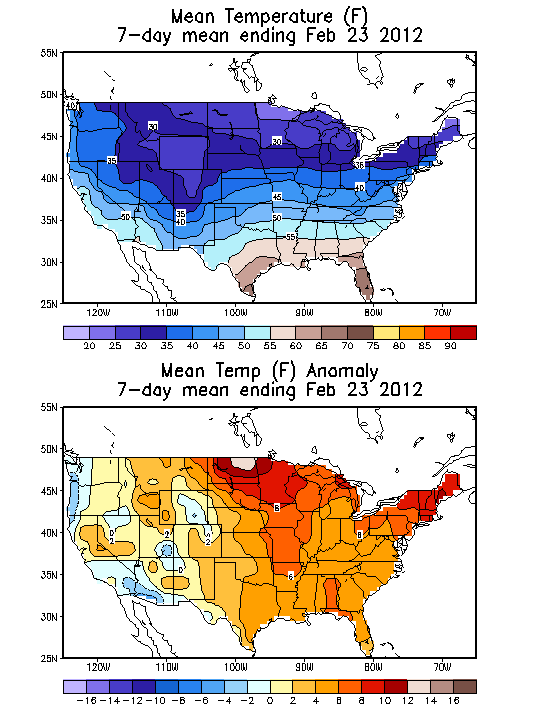 Mean Temperature (F)
7-day mean ending Feb 23 2012
55N
50N
45N
40N
35N
30N
25N
40
30
30
35
35
40
45
50
35
40
50
55
120W 110W 100W 90W 80W 70W
20 25 30 35 40 45 50 55 60 65 70 75 80 85 90
Mean Temp (F) Anomaly
7-day mean ending Feb 23 2012
55N
50N
45N
40N
35N
30N
25N
8
0
2
2
2
6
0
6
120W 110W 100W 90W 80W 70W
-16 -14 -12 -10 -8 -6 -4 -2 0 2 4 6 8 10 12 14 16